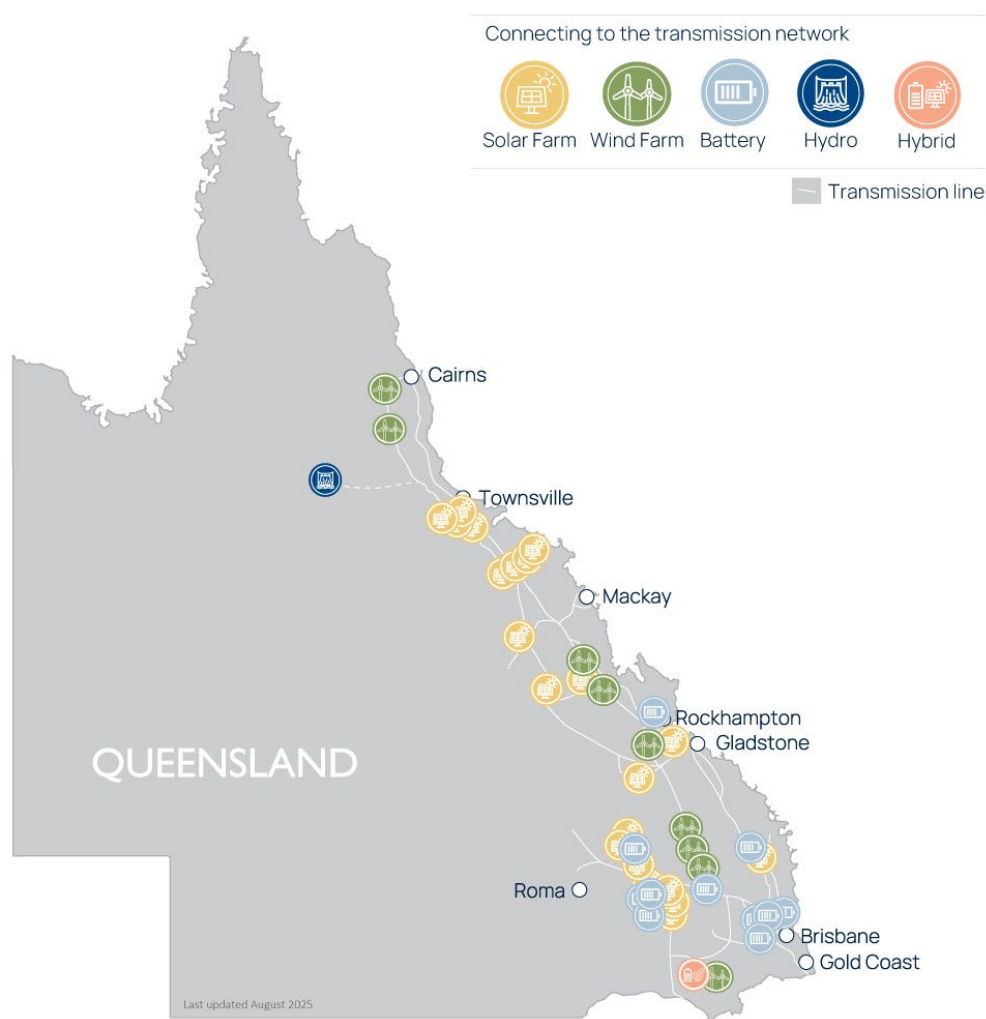 Connecting to the transmission network
Solar Farm
Wind Farm
Battery
Hydro
Hybrid
Transmission line
Cairns
Townsville
Mackay
Rockhampton
Gladstone
QUEENSLAND
Roma
Brisbane
Gold Coast
Last updated August 2025